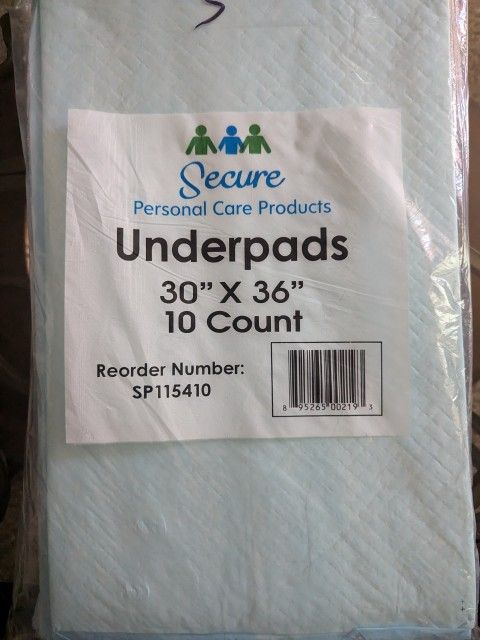 Secure
Personal Care Products
Underpads
30” X 36”
10 Count
Reorder Number:
SP115410
8 95265 00219 3